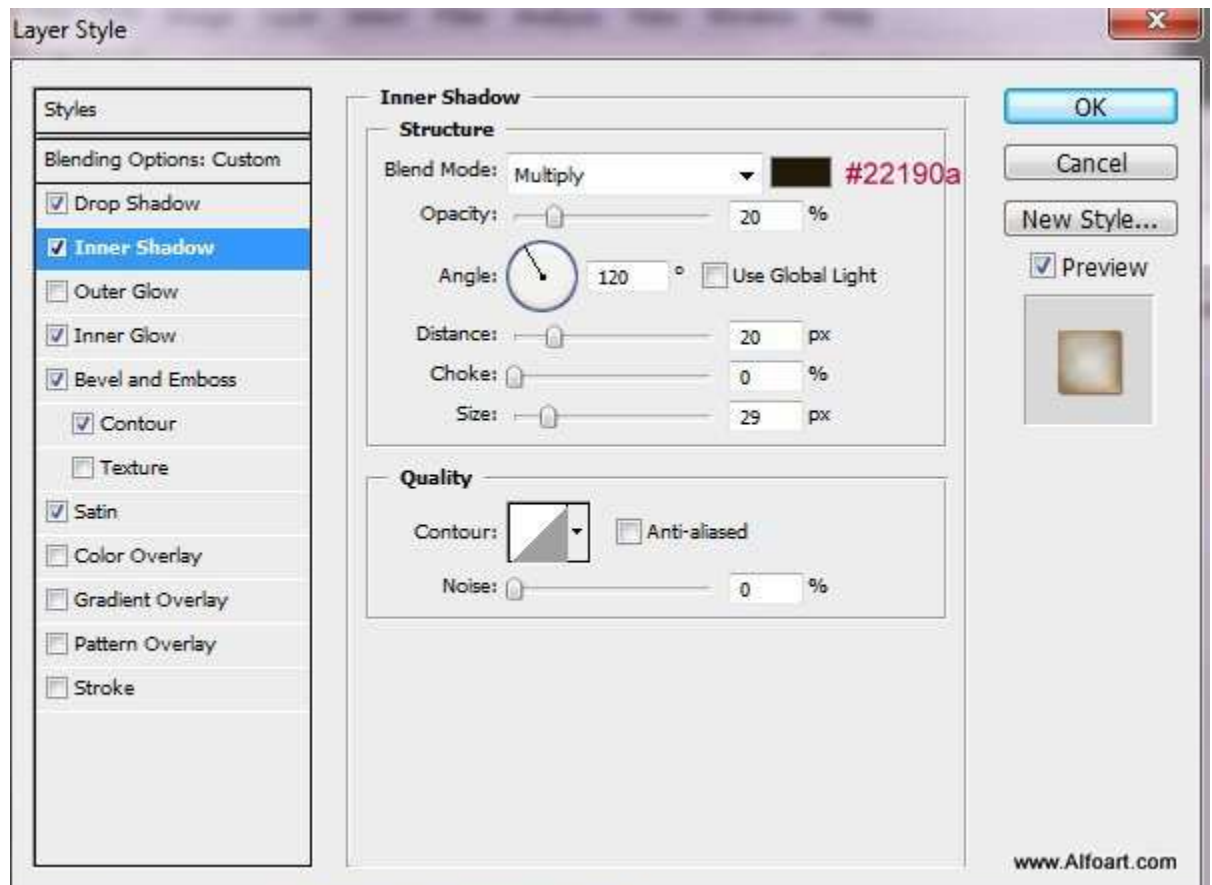 Layer Style
Styles
Blending Options: Custom
Drop Shadow
Inner Shadow
Outer Glow
Inner Glow
Bevel and Emboss
Contour
Texture
Satin
Color Overlay
Gradient Overlay
Pattern Overlay
Stroke
Inner Shadow
Structure
Blend Mode: Multiply #22190a
Opacity: 20 %
Angle: 120 ° Use Global Light
Distance: 20 px
Choke: 0 %
Size: 29 px
Quality
Contour: Anti-aliased
Noise: 0 %
OK
Cancel
New Style...
Preview
www.Alfoart.com